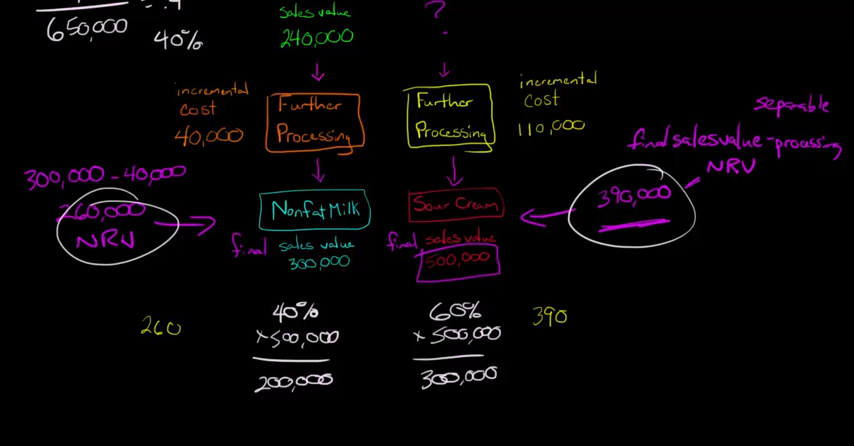 650,000
40%
sales value
240,000
?
incremental
cost
40,000
Further
Processing
Further
Processing
incremental
cost
110,000
separable
final sales value - processing
NRV
300,000 - 40,000
260,000
NRV
390,000
Nonfat Milk
Sour Cream
final sales value
300,000
final sales value
500,000
260
40%
x500,000
200,000
60%
x500,000
300,000
390